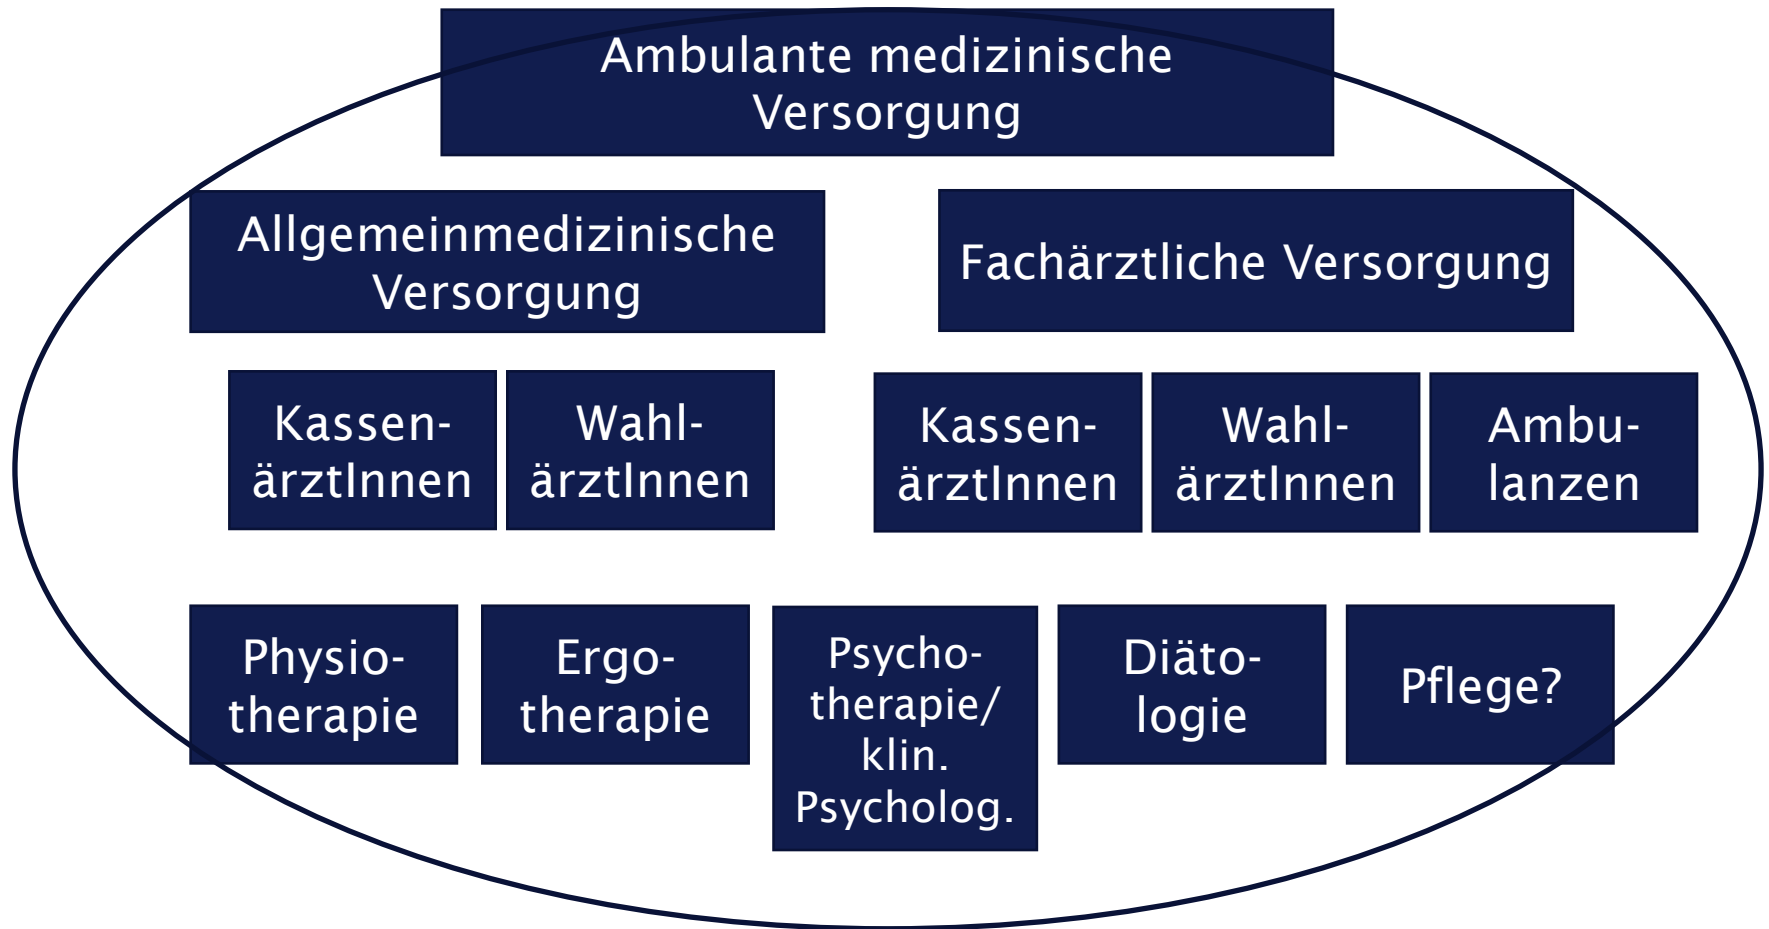 Ambulante medizinische
Versorgung
Allgemeinmedizinische
Versorgung
Fachärztliche Versorgung
Kassen-
ärztInnen
Wahl-
ärztInnen
Kassen-
ärztInnen
Wahl-
ärztInnen
Ambu-
lanzen
Physio-
therapie
Ergo-
therapie
Psycho-
therapie/
klin.
Psycholog.
Diäto-
logie
Pflege?